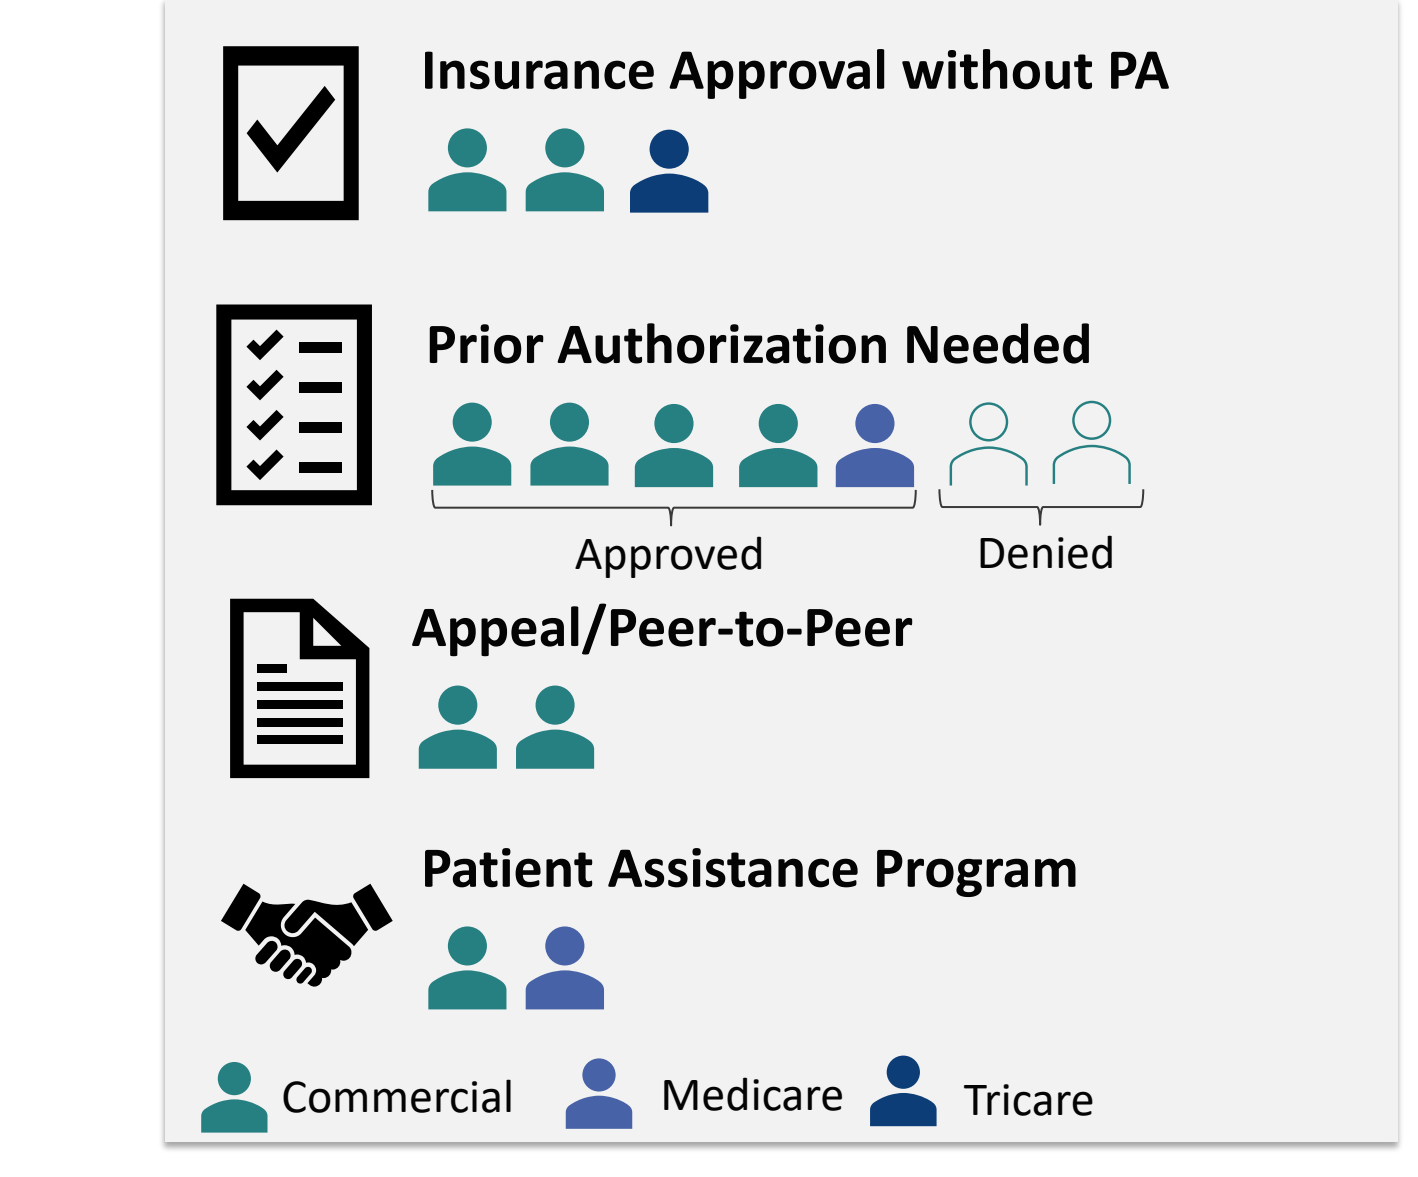 Insurance Approval without PA
Prior Authorization Needed
Approved
Denied
Appeal/Peer-to-Peer
Patient Assistance Program
Commercial
Medicare
Tricare